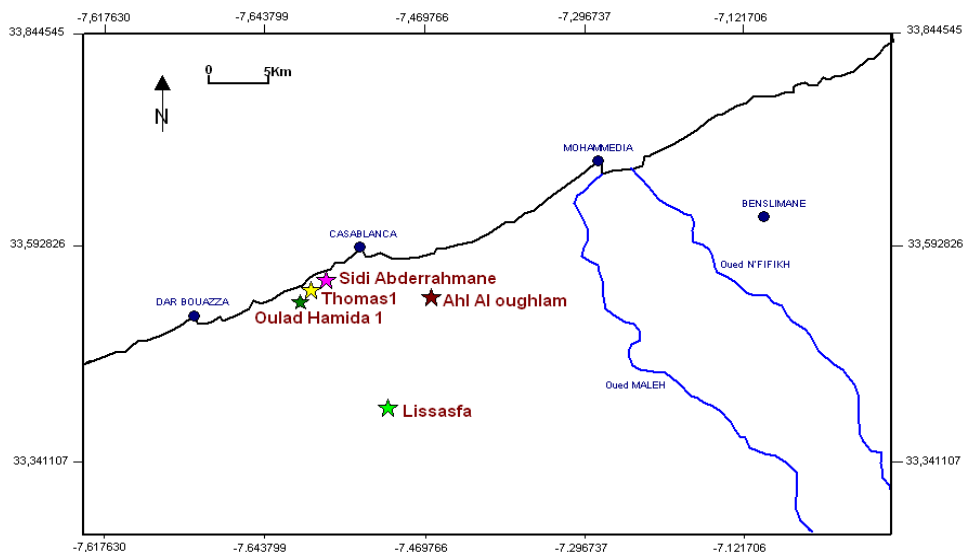 -7,617630 -7,643799 -7,469766 -7,296737 -7,121706
33,844545 33,844545
0 5Km
N
MOHAMMEDIA
BENSLIMANE
CASABLANCA
33,592826 33,592826
Oued N'FIFIKH
Sidi Abderrahmane
Thomas1 Ahl Al oughlam
DAR BOUAZZA
Oulad Hamida 1
Oued MALEH
Lissasfa
33,341107 33,341107
-7,617630 -7,643799 -7,469766 -7,296737 -7,121706